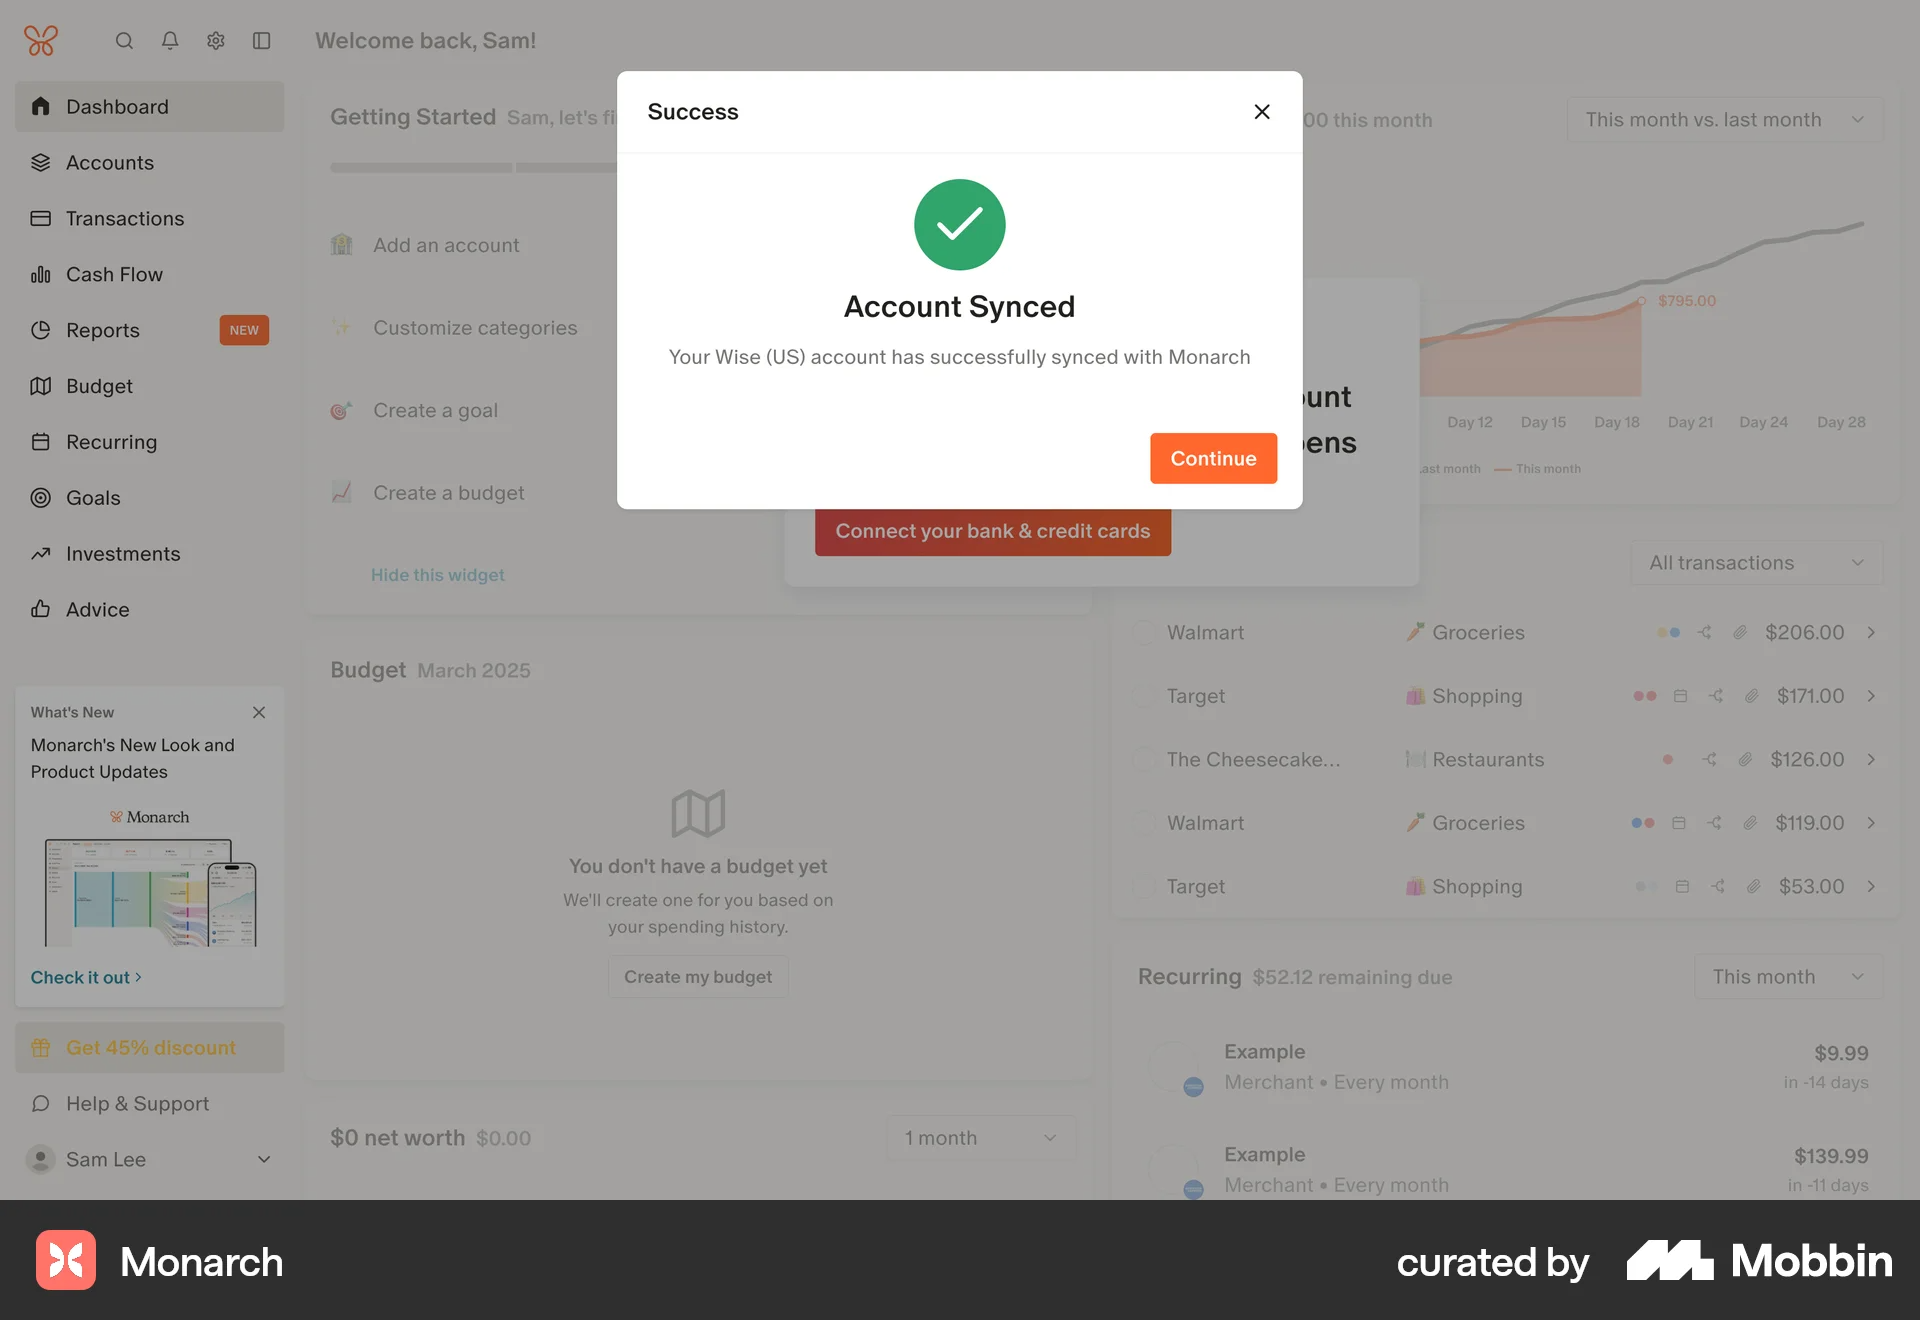 Welcome back, Sam!
Dashboard
Accounts
Transactions
Cash Flow
Reports
NEW
Budget
Recurring
Goals
Investments
Advice
What's New
Monarch's New Look and
Product Updates
Monarch
Check it out
Get 45% discount
Help & Support
Sam Lee
Getting Started Sam, let's
Add an account
Customize categories
Create a goal
Create a budget
Hide this widget
Success
Account Synced
Your Wise (US) account has successfully synced with Monarch
Continue
Connect your bank & credit cards
this month
This month vs. last month
$795.00
Day 12 Day 15 Day 18 Day 21 Day 24 Day 28
month This month
All transactions
Walmart Groceries $206.00
Target Shopping $171.00
The Cheesecake... Restaurants $126.00
Walmart Groceries $119.00
Target Shopping $53.00
Budget March 2025
You don't have a budget yet
We'll create one for you based on
your spending history.
Create my budget
$0 net worth $0.00
1 month
Recurring $52.12 remaining due
This month
Example $9.99
Merchant • Every month in -14 days
Example $139.99
Merchant • Every month in -11 days
Monarch
curated by Mobbin